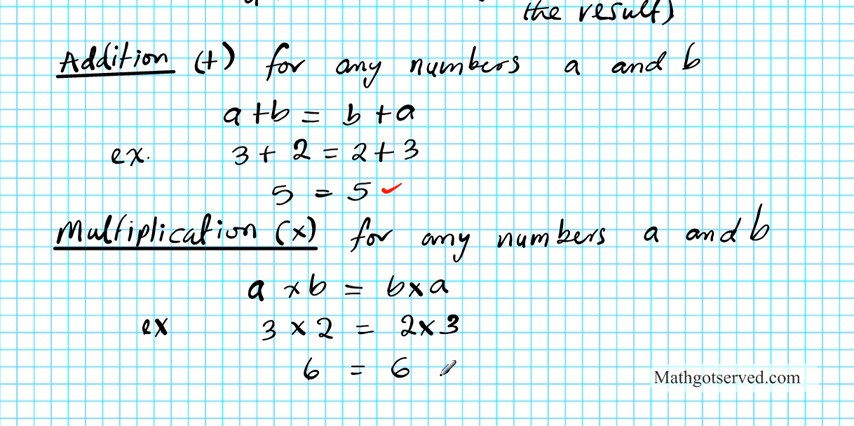 the result)
Addition (+) for any numbers a and b
a + b = b + a
ex. 3 + 2 = 2 + 3
5 = 5 ✓
Multiplication (x) for any numbers a and b
a x b = b x a
ex 3 x 2 = 2 x 3
6 = 6
Mathgotserved.com